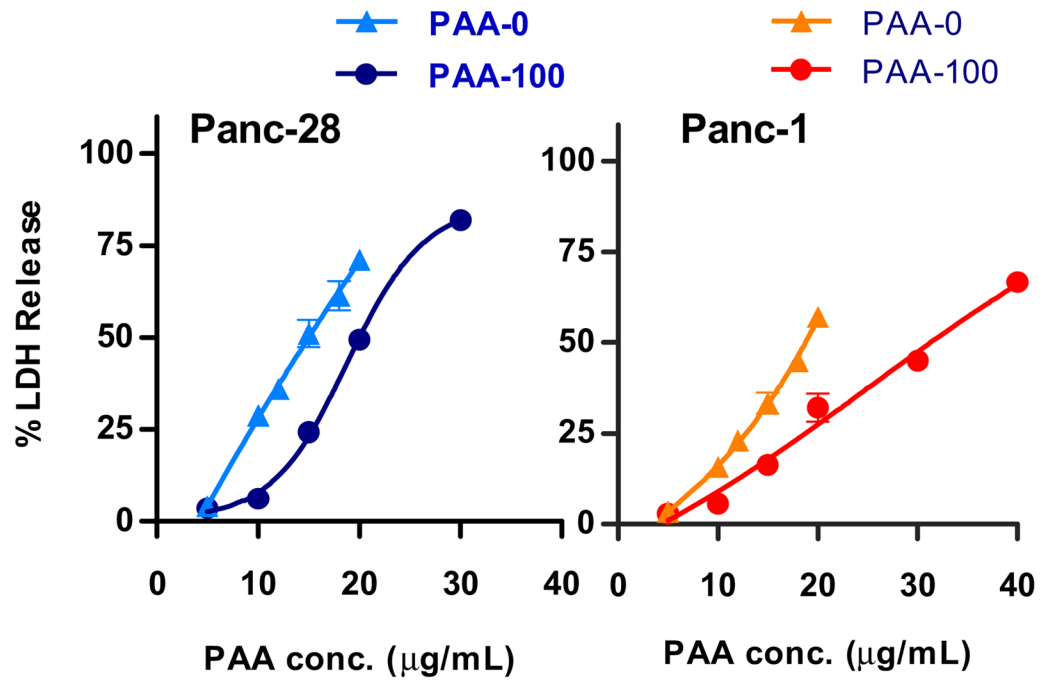 PAA-0
PAA-100
PAA-0
PAA-100
Panc-28
Panc-1
% LDH Release
100
75
50
25
0
0 10 20 30 40
PAA conc. (μg/mL)
100
75
50
25
0
0 10 20 30 40
PAA conc. (μg/mL)